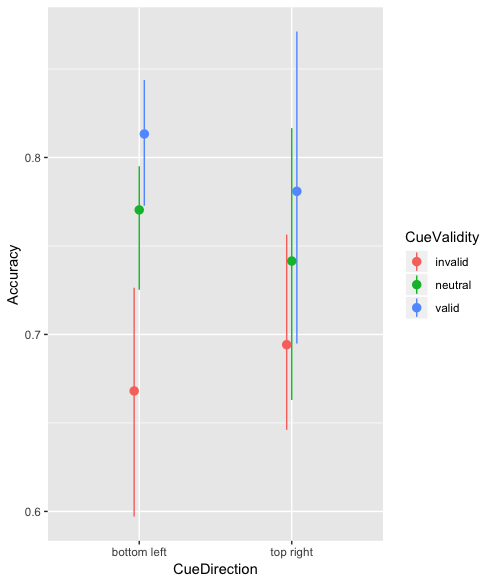 Accuracy
0.8
0.7
0.6
bottom left
top right
CueDirection
CueValidity
invalid
neutral
valid